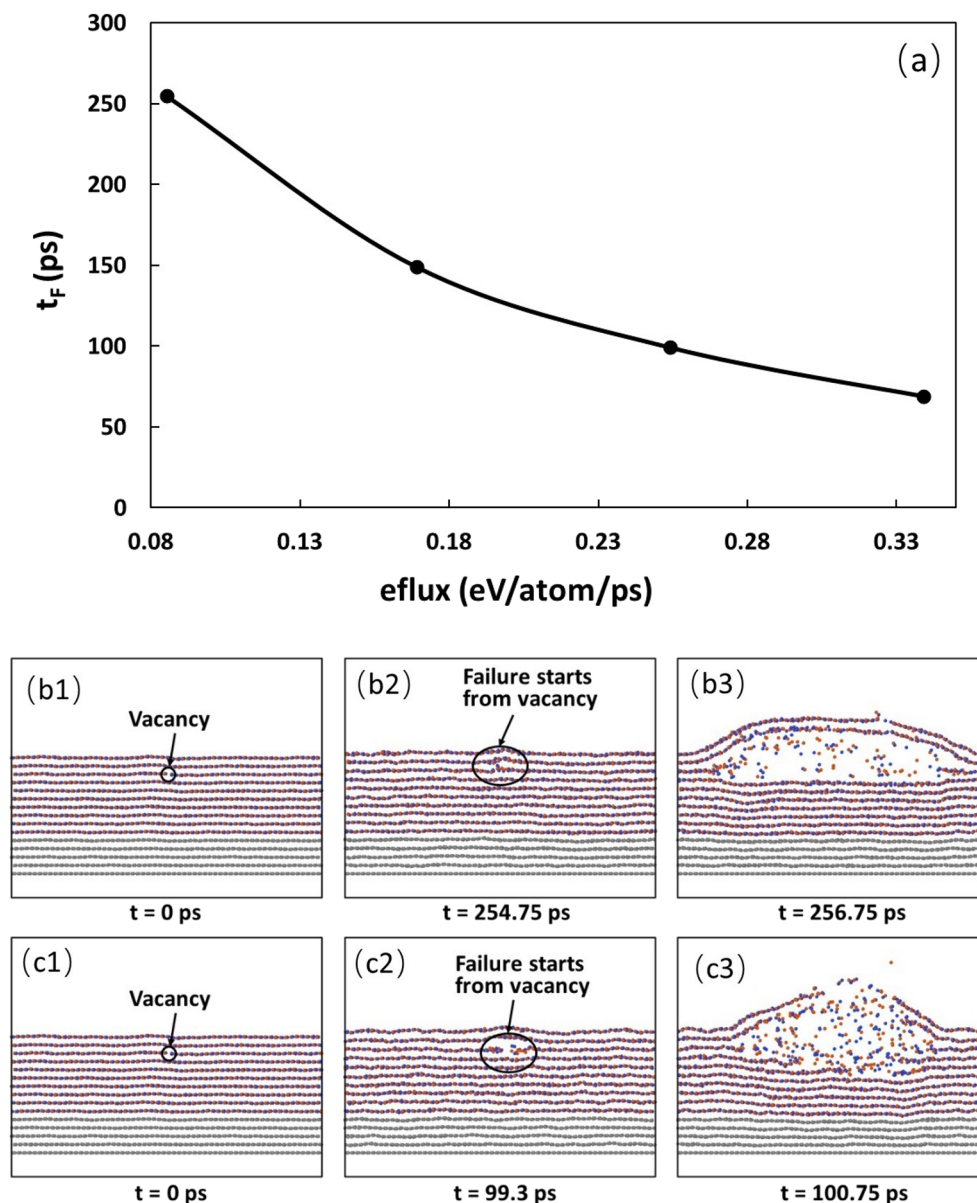 (a)
300
250
200
150
100
50
0
t_F (ps)
0.08 0.13 0.18 0.23 0.28 0.33
eflux (eV/atom/ps)
(b1)
Vacancy
t = 0 ps
(b2)
Failure starts
from vacancy
t = 254.75 ps
(b3)
t = 256.75 ps
(c1)
Vacancy
t = 0 ps
(c2)
Failure starts
from vacancy
t = 99.3 ps
(c3)
t = 100.75 ps